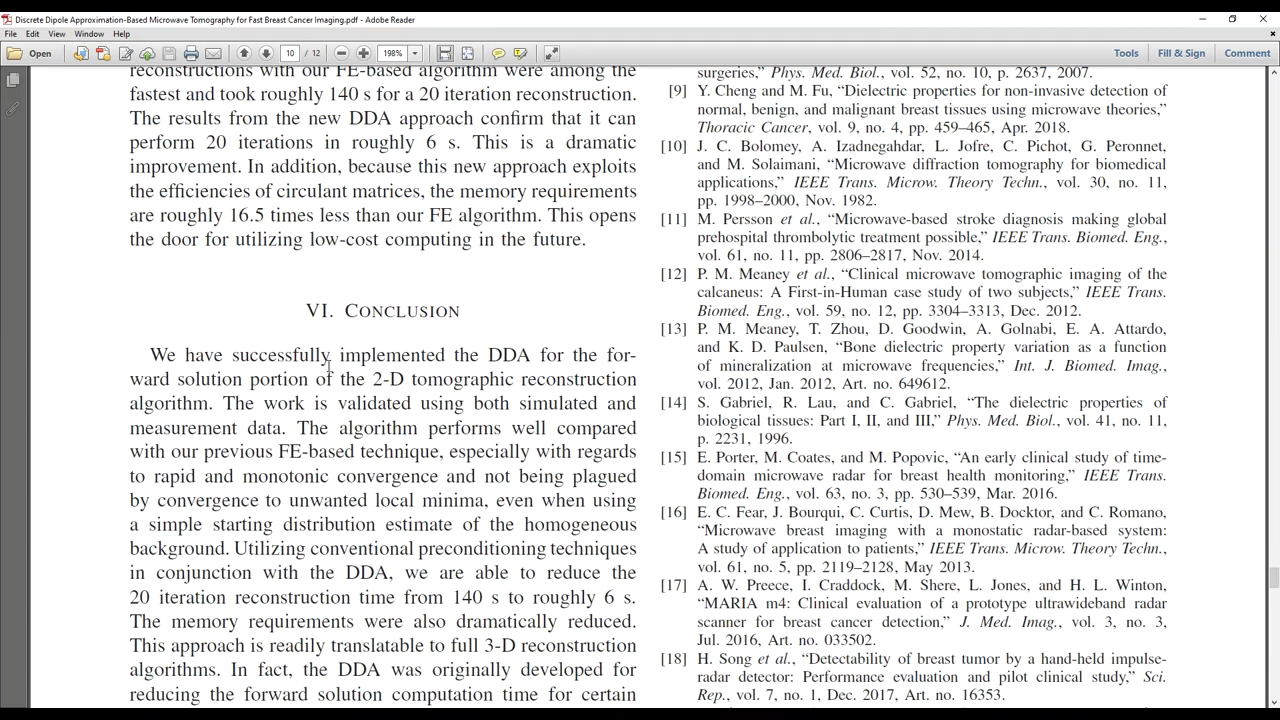 Discrete Dipole Approximation-Based Microwave Tomography for Fast Breast Cancer Imaging.pdf - Adobe Reader
File Edit View Window Help
Open 10 / 12 198% Tools Fill & Sign Comment
reconstructions with our FE-based algorithm were among the
fastest and took roughly 140 s for a 20 iteration reconstruction.
The results from the new DDA approach confirm that it can
perform 20 iterations in roughly 6 s. This is a dramatic
improvement. In addition, because this new approach exploits
the efficiencies of circulant matrices, the memory requirements
are roughly 16.5 times less than our FE algorithm. This opens
the door for utilizing low-cost computing in the future.
VI. CONCLUSION
We have successfully implemented the DDA for the for-
ward solution portion of the 2-D tomographic reconstruction
algorithm. The work is validated using both simulated and
measurement data. The algorithm performs well compared
with our previous FE-based technique, especially with regards
to rapid and monotonic convergence and not being plagued
by convergence to unwanted local minima, even when using
a simple starting distribution estimate of the homogeneous
background. Utilizing conventional preconditioning techniques
in conjunction with the DDA, we are able to reduce the
20 iteration reconstruction time from 140 s to roughly 6 s.
The memory requirements were also dramatically reduced.
This approach is readily translatable to full 3-D reconstruction
algorithms. In fact, the DDA was originally developed for
reducing the forward solution computation time for certain
surgeries,” Phys. Med. Biol., vol. 52, no. 10, p. 2637, 2007.
[9] Y. Cheng and M. Fu, “Dielectric properties for non-invasive detection of
normal, benign, and malignant breast tissues using microwave theories,”
Thoracic Cancer, vol. 9, no. 4, pp. 459–465, Apr. 2018.
[10] J. C. Bolomey, A. Izadnegahdar, L. Jofre, C. Pichot, G. Peronnet,
and M. Solaimani, “Microwave diffraction tomography for biomedical
applications,” IEEE Trans. Microw. Theory Techn., vol. 30, no. 11,
pp. 1998–2000, Nov. 1982.
[11] M. Persson et al., “Microwave-based stroke diagnosis making global
prehospital thrombolytic treatment possible,” IEEE Trans. Biomed. Eng.,
vol. 61, no. 11, pp. 2806–2817, Nov. 2014.
[12] P. M. Meaney et al., “Clinical microwave tomographic imaging of the
calcaneus: A First-in-Human case study of two subjects,” IEEE Trans.
Biomed. Eng., vol. 59, no. 12, pp. 3304–3313, Dec. 2012.
[13] P. M. Meaney, T. Zhou, D. Goodwin, A. Golnabi, E. A. Attardo,
and K. D. Paulsen, “Bone dielectric property variation as a function
of mineralization at microwave frequencies,” Int. J. Biomed. Imag.,
vol. 2012, Jan. 2012, Art. no. 649612.
[14] S. Gabriel, R. Lau, and C. Gabriel, “The dielectric properties of
biological tissues: Part I, II, and III,” Phys. Med. Biol., vol. 41, no. 11,
p. 2231, 1996.
[15] E. Porter, M. Coates, and M. Popovic, “An early clinical study of time-
domain microwave radar for breast health monitoring,” IEEE Trans.
Biomed. Eng., vol. 63, no. 3, pp. 530–539, Mar. 2016.
[16] E. C. Fear, J. Bourqui, C. Curtis, D. Mew, B. Docktor, and C. Romano,
“Microwave breast imaging with a monostatic radar-based system:
A study of application to patients,” IEEE Trans. Microw. Theory Techn.,
vol. 61, no. 5, pp. 2119–2128, May 2013.
[17] A. W. Preece, I. Craddock, M. Shere, L. Jones, and H. L. Winton,
“MARIA m4: Clinical evaluation of a prototype ultrawideband radar
scanner for breast cancer detection,” J. Med. Imag., vol. 3, no. 3,
Jul. 2016, Art. no. 033502.
[18] H. Song et al., “Detectability of breast tumor by a hand-held impulse-
radar detector: Performance evaluation and pilot clinical study,” Sci.
Rep., vol. 7, no. 1, Dec. 2017, Art. no. 16353.